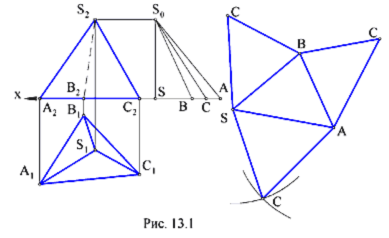 S₂ S₀ C
B C
x A₂ B₂ C₂ S B C A
B₁
S A
S₁
A₁ C₁
C
Рис. 13.1